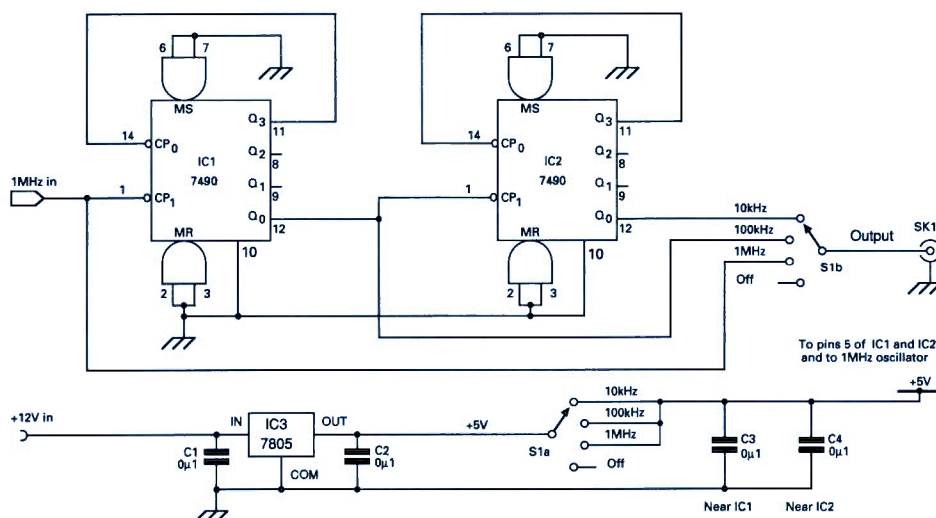 6 7
MS
14 CP0
Q3 11
IC1
7490
Q2 8
Q1 9
1MHz in
1 CP1
Q0 12
MR
10
2 3
6 7
MS
14 CP0
Q3 11
IC2
7490
Q2 8
Q1 9
1 CP1
Q0 12
MR
10
2 3
10kHz
100kHz
1MHz
Off
S1b
Output
SK1
To pins 5 of IC1 and IC2
and to 1MHz oscillator
+5V
+12V in
IN
IC3
7805
OUT
COM
C1
0µ1
C2
0µ1
+5V
S1a
10kHz
100kHz
1MHz
Off
C3
0µ1
C4
0µ1
Near IC1
Near IC2